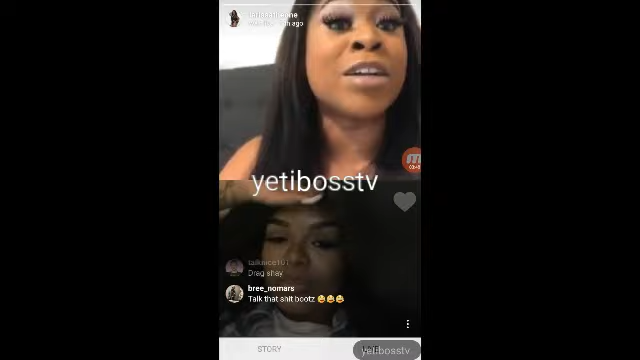 yetibosstv
Drag shay
bree_nomars
Talk that shit bootz 🤣🤣🤣
STORY
yetibosstv